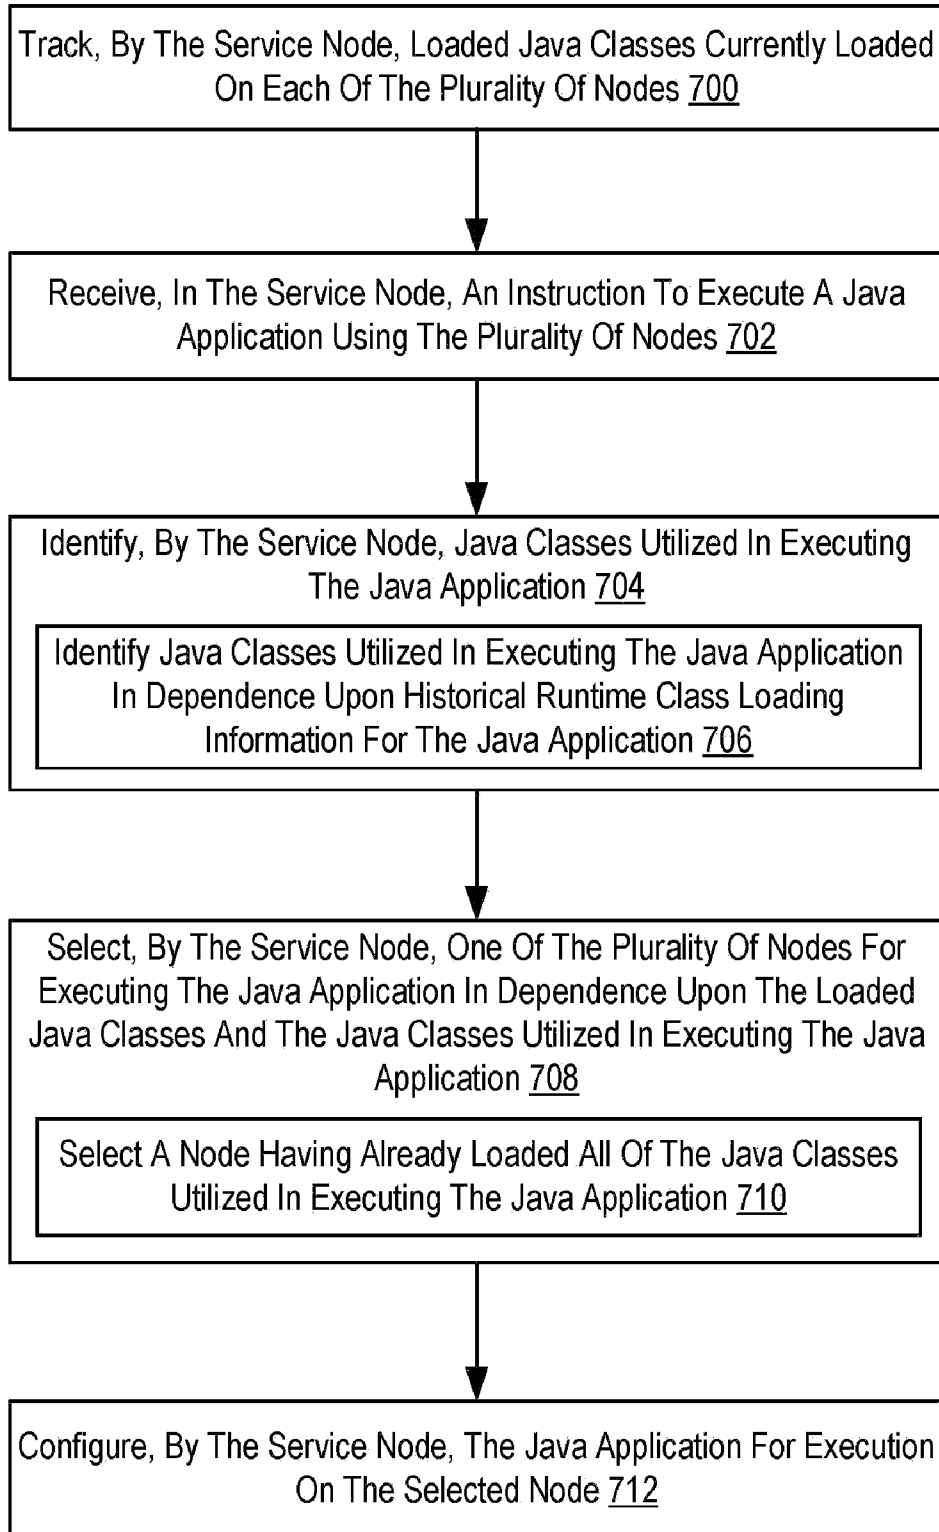 Track, By The Service Node, Loaded Java Classes Currently Loaded
On Each Of The Plurality Of Nodes 700
Receive, In The Service Node, An Instruction To Execute A Java
Application Using The Plurality Of Nodes 702
Identify, By The Service Node, Java Classes Utilized In Executing
The Java Application 704
Identify Java Classes Utilized In Executing The Java Application
In Dependence Upon Historical Runtime Class Loading
Information For The Java Application 706
Select, By The Service Node, One Of The Plurality Of Nodes For
Executing The Java Application In Dependence Upon The Loaded
Java Classes And The Java Classes Utilized In Executing The Java
Application 708
Select A Node Having Already Loaded All Of The Java Classes
Utilized In Executing The Java Application 710
Configure, By The Service Node, The Java Application For Execution
On The Selected Node 712